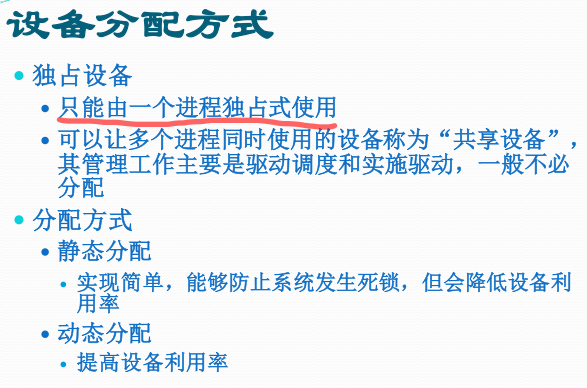 设备分配方式
独占设备
只能由一个进程独占式使用
可以让多个进程同时使用的设备称为“共享设备”，
其管理工作主要是驱动调度和实施驱动，一般不必
分配
分配方式
静态分配
实现简单，能够防止系统发生死锁，但会降低设备利
用率
动态分配
提高设备利用率